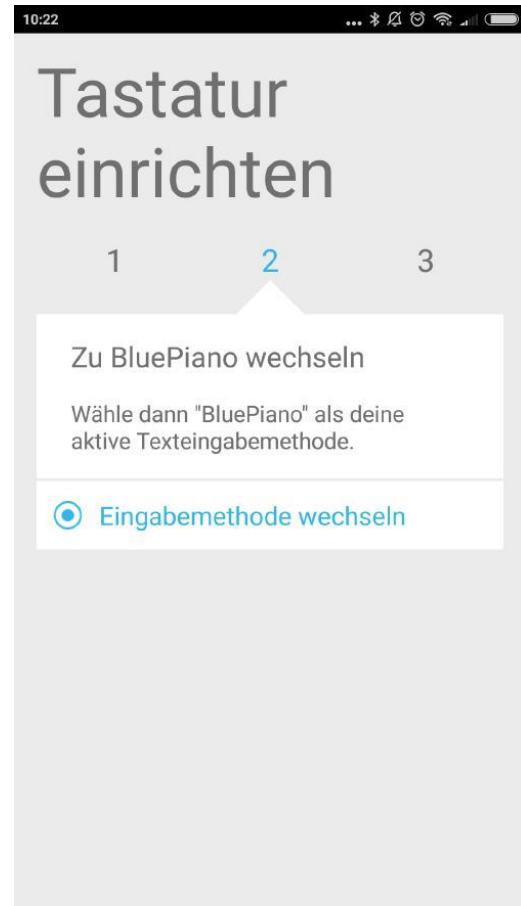 10:22
Tastatur
einrichten
1 2 3
Zu BluePiano wechseln
Wähle dann "BluePiano" als deine
aktive Texteingabemethode.
Eingabemethode wechseln